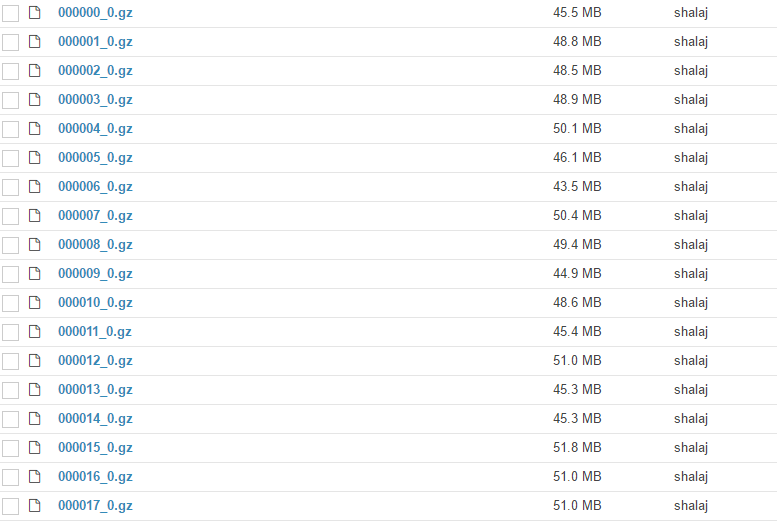 000000_0.gz 45.5 MB shalaj
000001_0.gz 48.8 MB shalaj
000002_0.gz 48.5 MB shalaj
000003_0.gz 48.9 MB shalaj
000004_0.gz 50.1 MB shalaj
000005_0.gz 46.1 MB shalaj
000006_0.gz 43.5 MB shalaj
000007_0.gz 50.4 MB shalaj
000008_0.gz 49.4 MB shalaj
000009_0.gz 44.9 MB shalaj
000010_0.gz 48.6 MB shalaj
000011_0.gz 45.4 MB shalaj
000012_0.gz 51.0 MB shalaj
000013_0.gz 45.3 MB shalaj
000014_0.gz 45.3 MB shalaj
000015_0.gz 51.8 MB shalaj
000016_0.gz 51.0 MB shalaj
000017_0.gz 51.0 MB shalaj